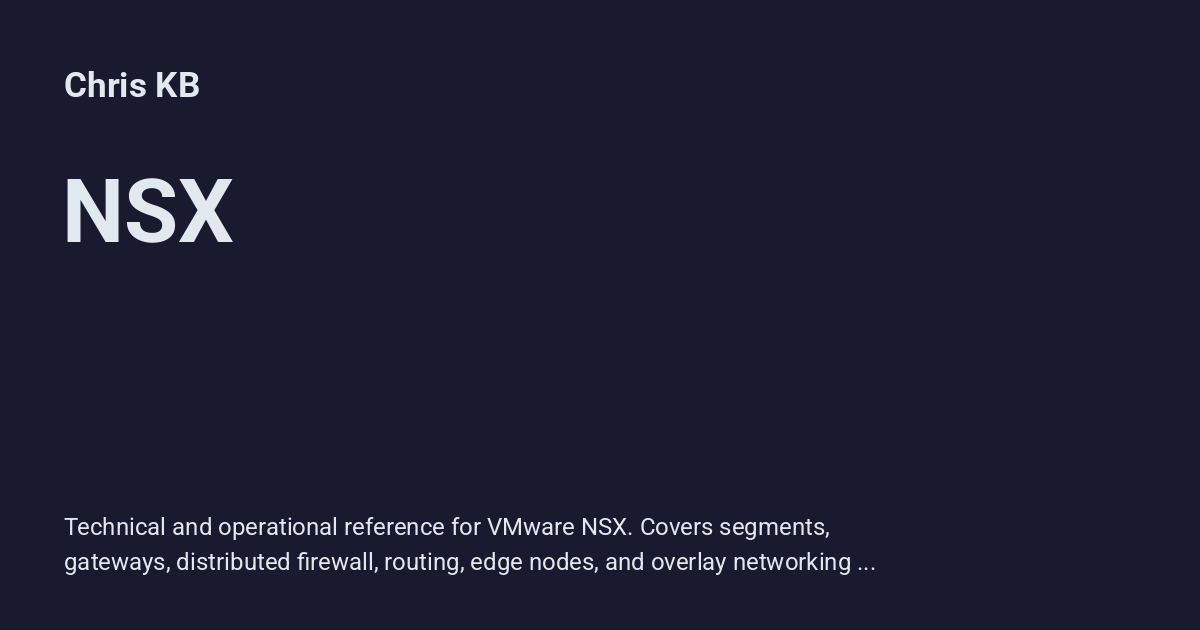 Chris KB
NSX
Technical and operational reference for VMware NSX. Covers segments,
gateways, distributed firewall, routing, edge nodes, and overlay networking ...